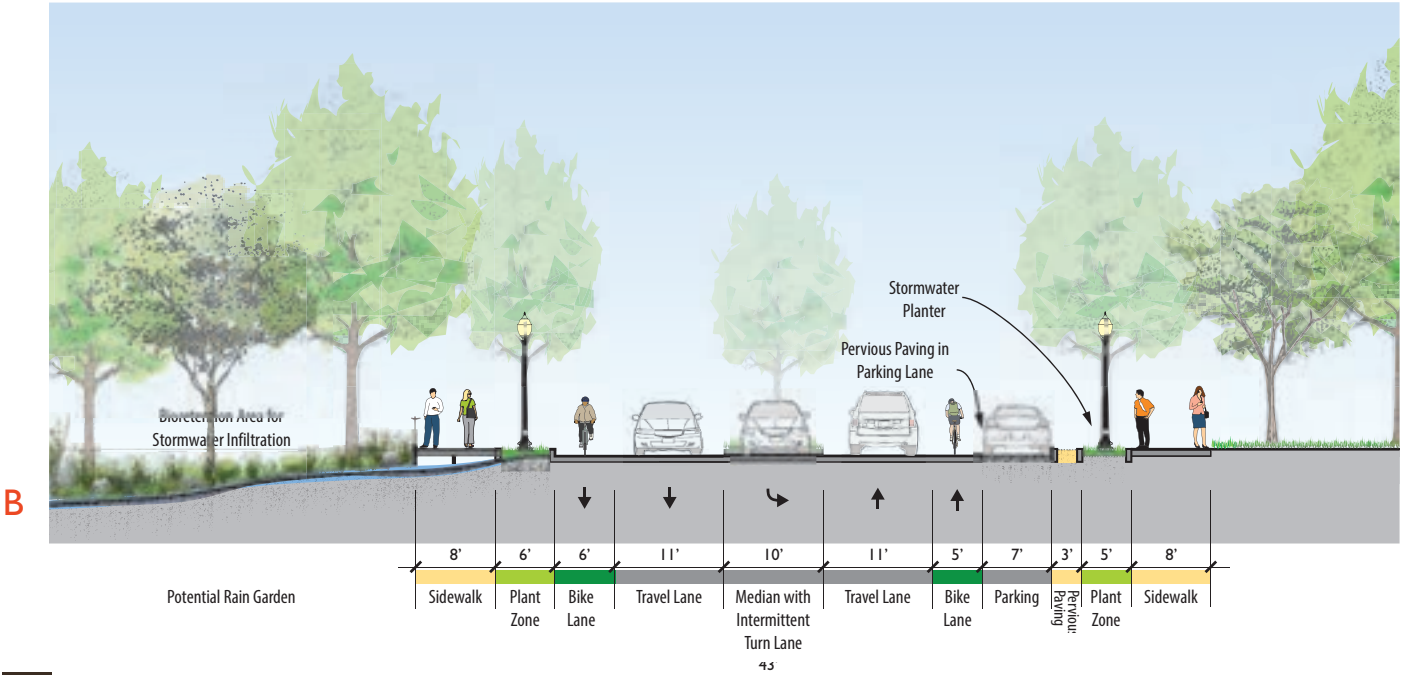 Stormwater
Planter
Pervious Paving in
Parking Lane
Bioretention Area for
Stormwater Infiltration
B
8’ 6’ 6’ 11’ 10’ 11’ 5’ 7’ 3’ 5’ 8’
Potential Rain Garden
Sidewalk
Plant
Zone
Bike
Lane
Travel Lane
Median with
Intermittent
Turn Lane
Travel Lane
Bike
Lane
Parking
Pervious
Paving
Plant
Zone
Sidewalk
43